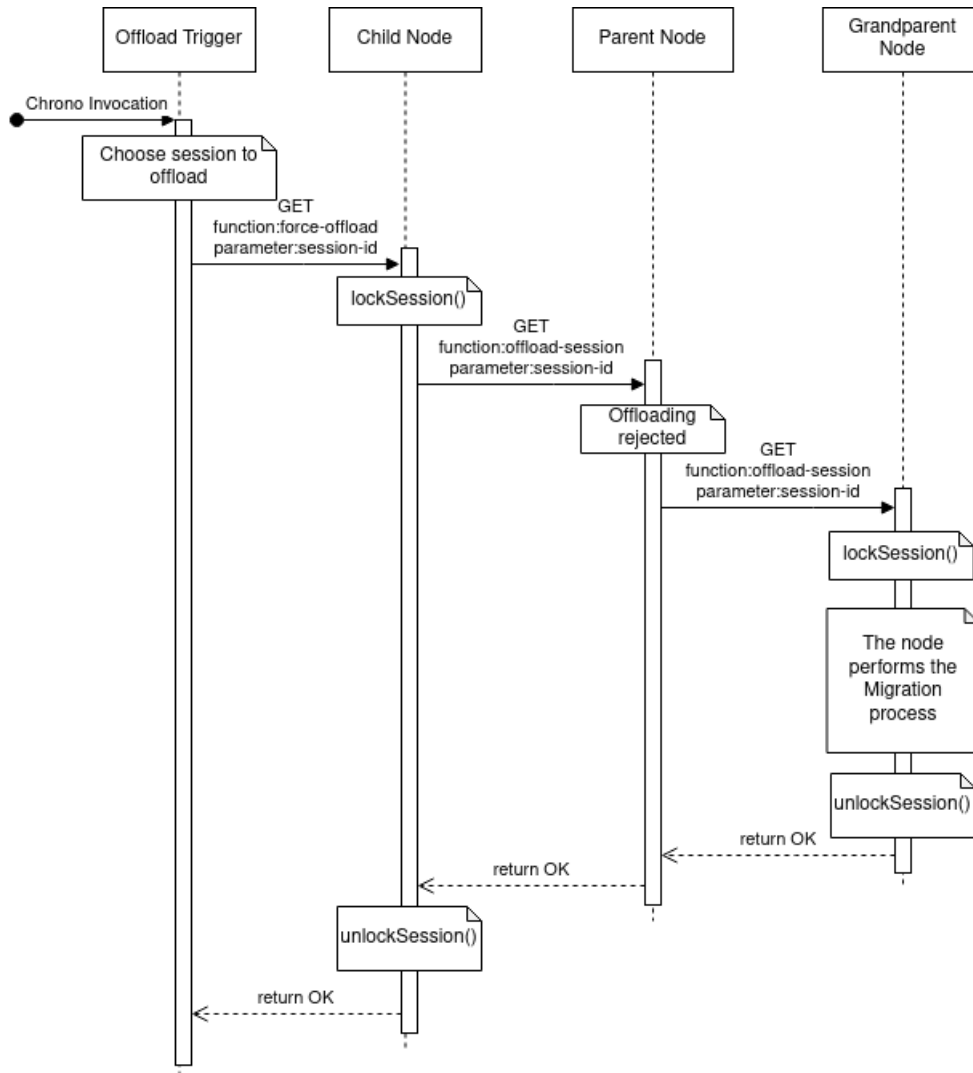 Offload Trigger
Child Node
Parent Node
Grandparent
Node
Chrono Invocation
Choose session to
offload
GET
function:force-offload
parameter:session-id
lockSession()
GET
function:offload-session
parameter:session-id
Offloading
rejected
GET
function:offload-session
parameter:session-id
lockSession()
The node
performs the
Migration
process
unlockSession()
return OK
return OK
unlockSession()
return OK